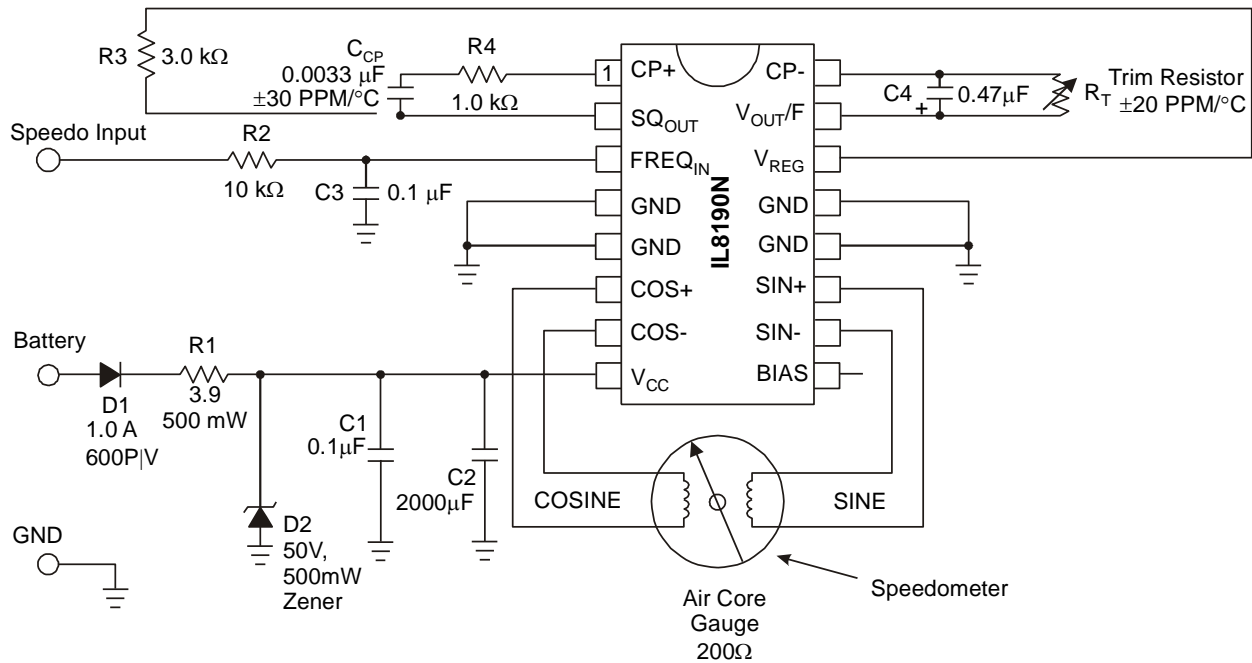 R3
3.0 kΩ
C_CP
0.0033 µF
±30 PPM/°C
R4
1.0 kΩ
Speedo Input
R2
10 kΩ
C3
0.1 µF
1
CP+
SQ_OUT
FREQ_IN
GND
GND
COS+
COS-
V_CC
IL8190N
CP-
V_OUT/F
V_REG
GND
GND
SIN+
SIN-
BIAS
C4
+
0.47µF
R_T
Trim Resistor
±20 PPM/°C
Battery
D1
1.0 A
600P|V
R1
3.9
500 mW
C1
0.1µF
C2
2000µF
D2
50V,
500mW
Zener
GND
COSINE
SINE
Speedometer
Air Core
Gauge
200Ω